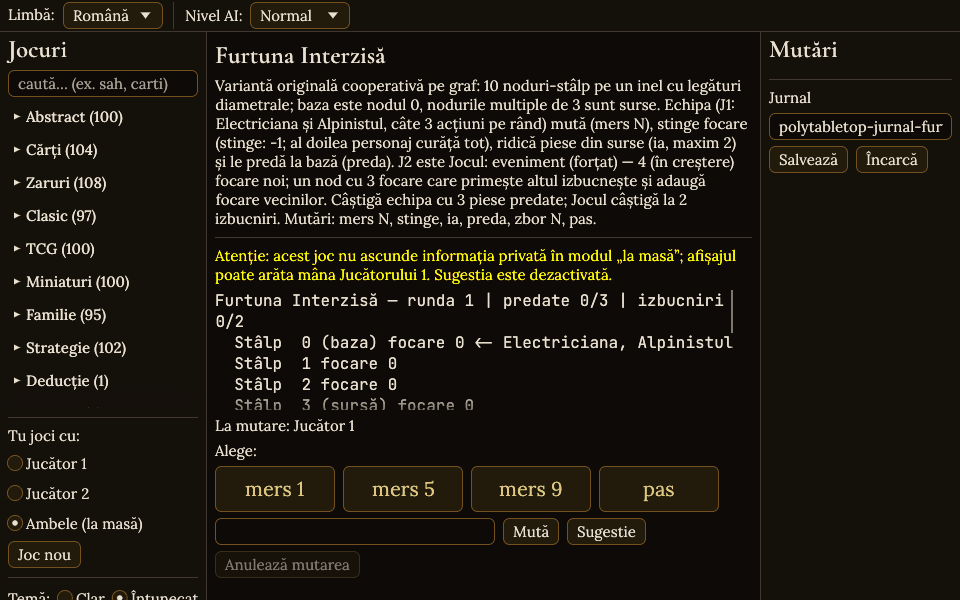 Limbă: Română ▼ Nivel AI: Normal ▼
Jocuri
caută... (ex. sah, carti)
▸ Abstract (100)
▸ Cărți (104)
▸ Zaruri (108)
▸ Clasic (97)
▸ TCG (100)
▸ Miniaturi (100)
▸ Familie (95)
▸ Strategie (102)
▸ Deducție (1)
Tu joci cu:
Jucător 1
Jucător 2
Ambele (la masă)
Joc nou
Temă: Clar Întunecat
Furtuna Interzisă
Variantă originală cooperativă pe graf: 10 noduri-stâlp pe un inel cu legături
diametrale; baza este nodul 0, nodurile multiple de 3 sunt surse. Echipa (J1:
Electriciana și Alpinistul, câte 3 acțiuni pe rând) mută (mers N), stinge focare
(stinge: -1; al doilea personaj curăță tot), ridică piese din surse (ia, maxim 2)
și le predă la bază (preda). J2 este Jocul: eveniment (forțat) — 4 (în creștere)
focare noi; un nod cu 3 focare care primește altul izbucnește și adaugă
focare vecinilor. Câștigă echipa cu 3 piese predate; Jocul câștigă la 2
izbucniri. Mutări: mers N, stinge, ia, preda, zbor N, pas.
Atenție: acest joc nu ascunde informația privată în modul „la masă”; afișajul
poate arăta mâna Jucătorului 1. Sugestia este dezactivată.
Furtuna Interzisă — runda 1 | predate 0/3 | izbucniri
0/2
Stâlp 0 (baza) focare 0 ← Electriciana, Alpinistul
Stâlp 1 focare 0
Stâlp 2 focare 0
Stâlp 3 (sursă) focare 0
La mutare: Jucător 1
Alege:
mers 1 mers 5 mers 9 pas
Mută Sugestie
Anulează mutarea
Mutări
Jurnal
polytabletop-jurnal-fur
Salvează Încarcă